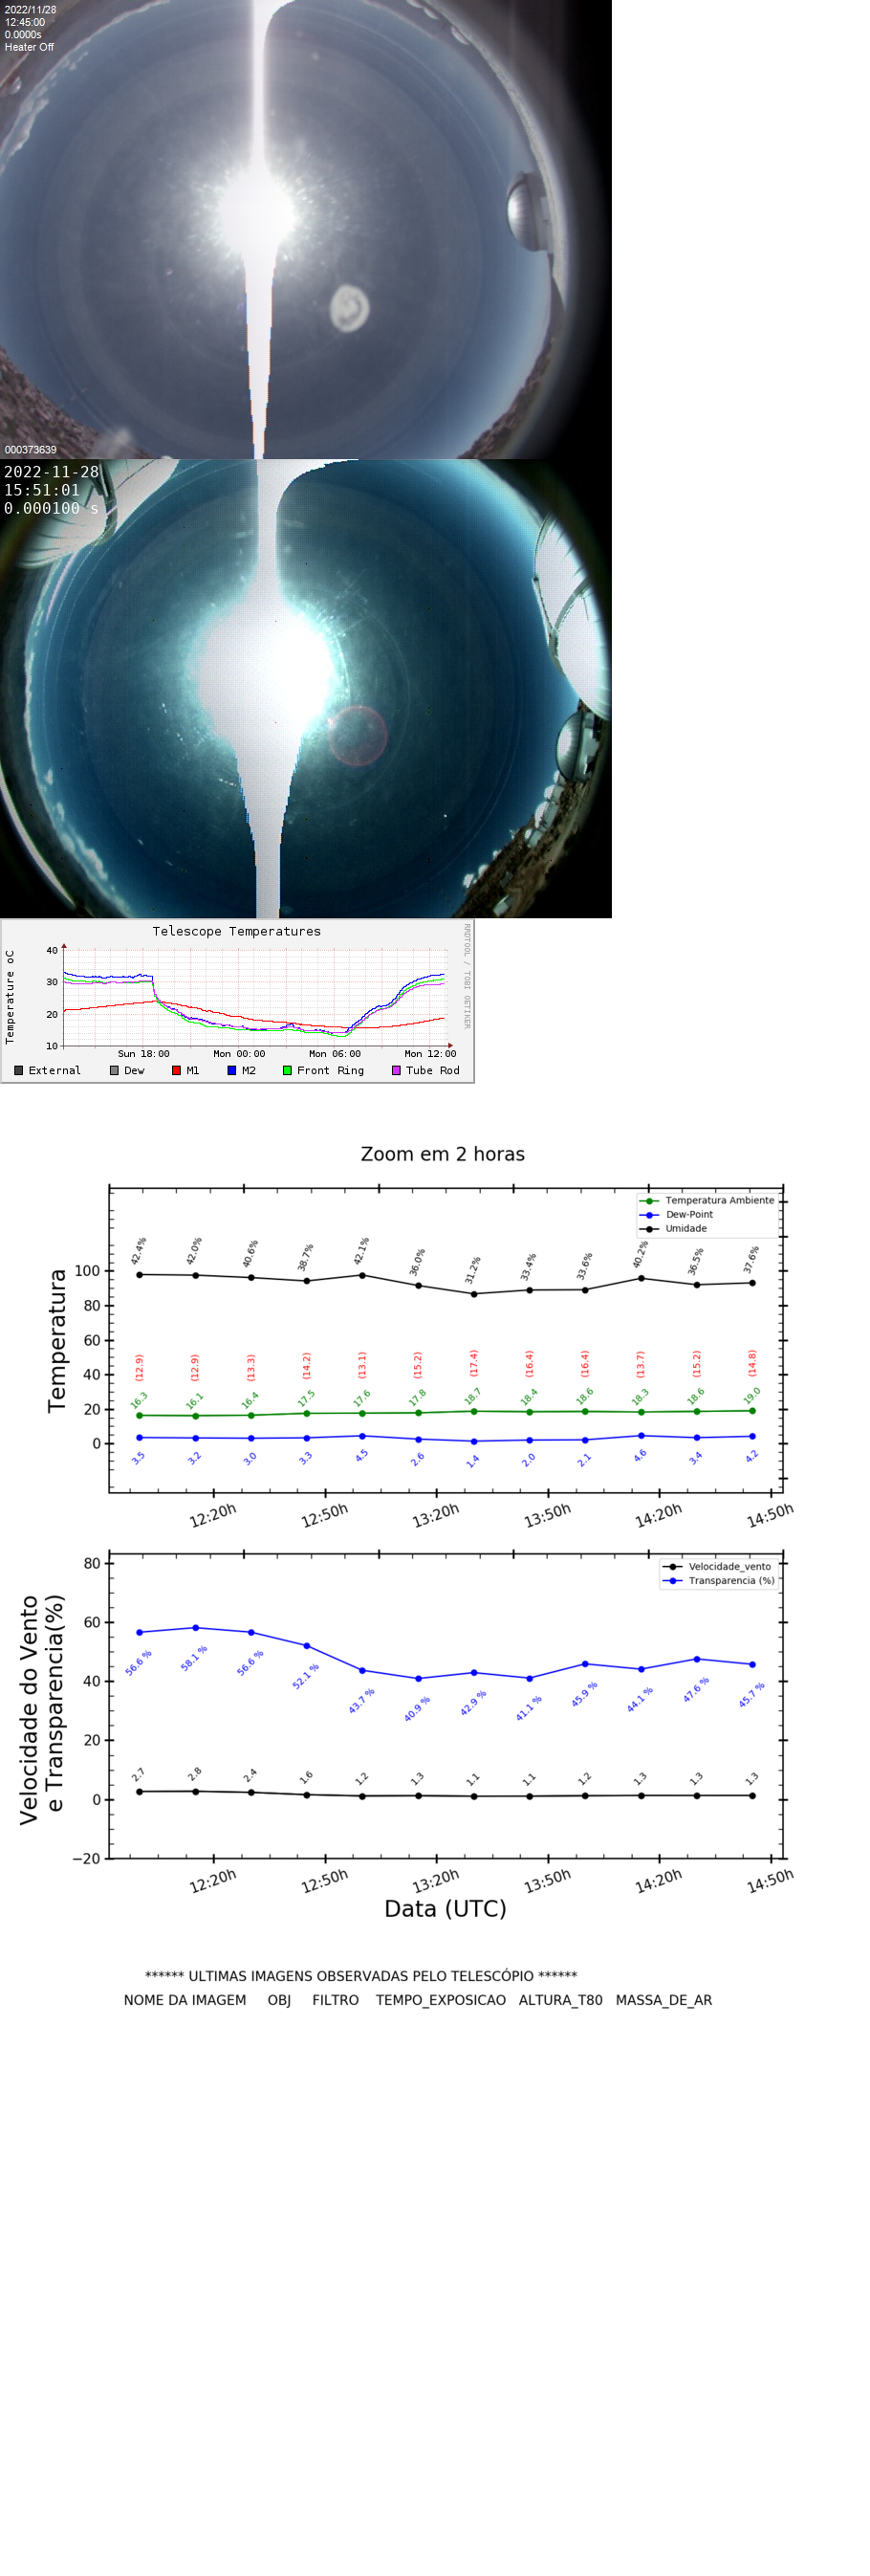 2022/11/28
12:45:00
0.0000s
Heater Off
000373639
2022-11-28
15:51:01
0.000100 s
Telescope Temperatures
RRDTOOL / TOBI OETIKER
Temperature oC
40
30
20
10
Sun 18:00 Mon 00:00 Mon 06:00 Mon 12:00
External Dew M1 M2 Front Ring Tube Rod
Zoom em 2 horas
Temperatura Ambiente
Dew-Point
Umidade
Temperatura
100
80
60
40
20
0
42.4% 42.0% 40.6% 38.7% 42.1% 36.0% 31.2% 33.4% 33.6% 40.2% 36.5% 37.6%
(12.9) (12.9) (13.3) (14.2) (13.1) (15.2) (17.4) (16.4) (16.4) (13.7) (15.2) (14.8)
16.3 16.1 16.4 17.5 17.6 17.8 18.7 18.4 18.6 18.3 18.6 19.0
3.5 3.2 3.0 3.3 4.5 2.6 1.4 2.0 2.1 4.6 3.4 4.2
12:20h 12:50h 13:20h 13:50h 14:20h 14:50h
Velocidade_vento
Transparencia (%)
Velocidade do Vento
e Transparencia(%)
80
60
40
20
0
−20
56.6 % 58.1 % 56.6 % 52.1 % 43.7 % 40.9 % 42.9 % 41.1 % 45.9 % 44.1 % 47.6 % 45.7 %
2.7 2.8 2.4 1.6 1.2 1.3 1.1 1.1 1.2 1.3 1.3 1.3
12:20h 12:50h 13:20h 13:50h 14:20h 14:50h
Data (UTC)
****** ULTIMAS IMAGENS OBSERVADAS PELO TELESCÓPIO ******
NOME DA IMAGEM OBJ FILTRO TEMPO_EXPOSICAO ALTURA_T80 MASSA_DE_AR